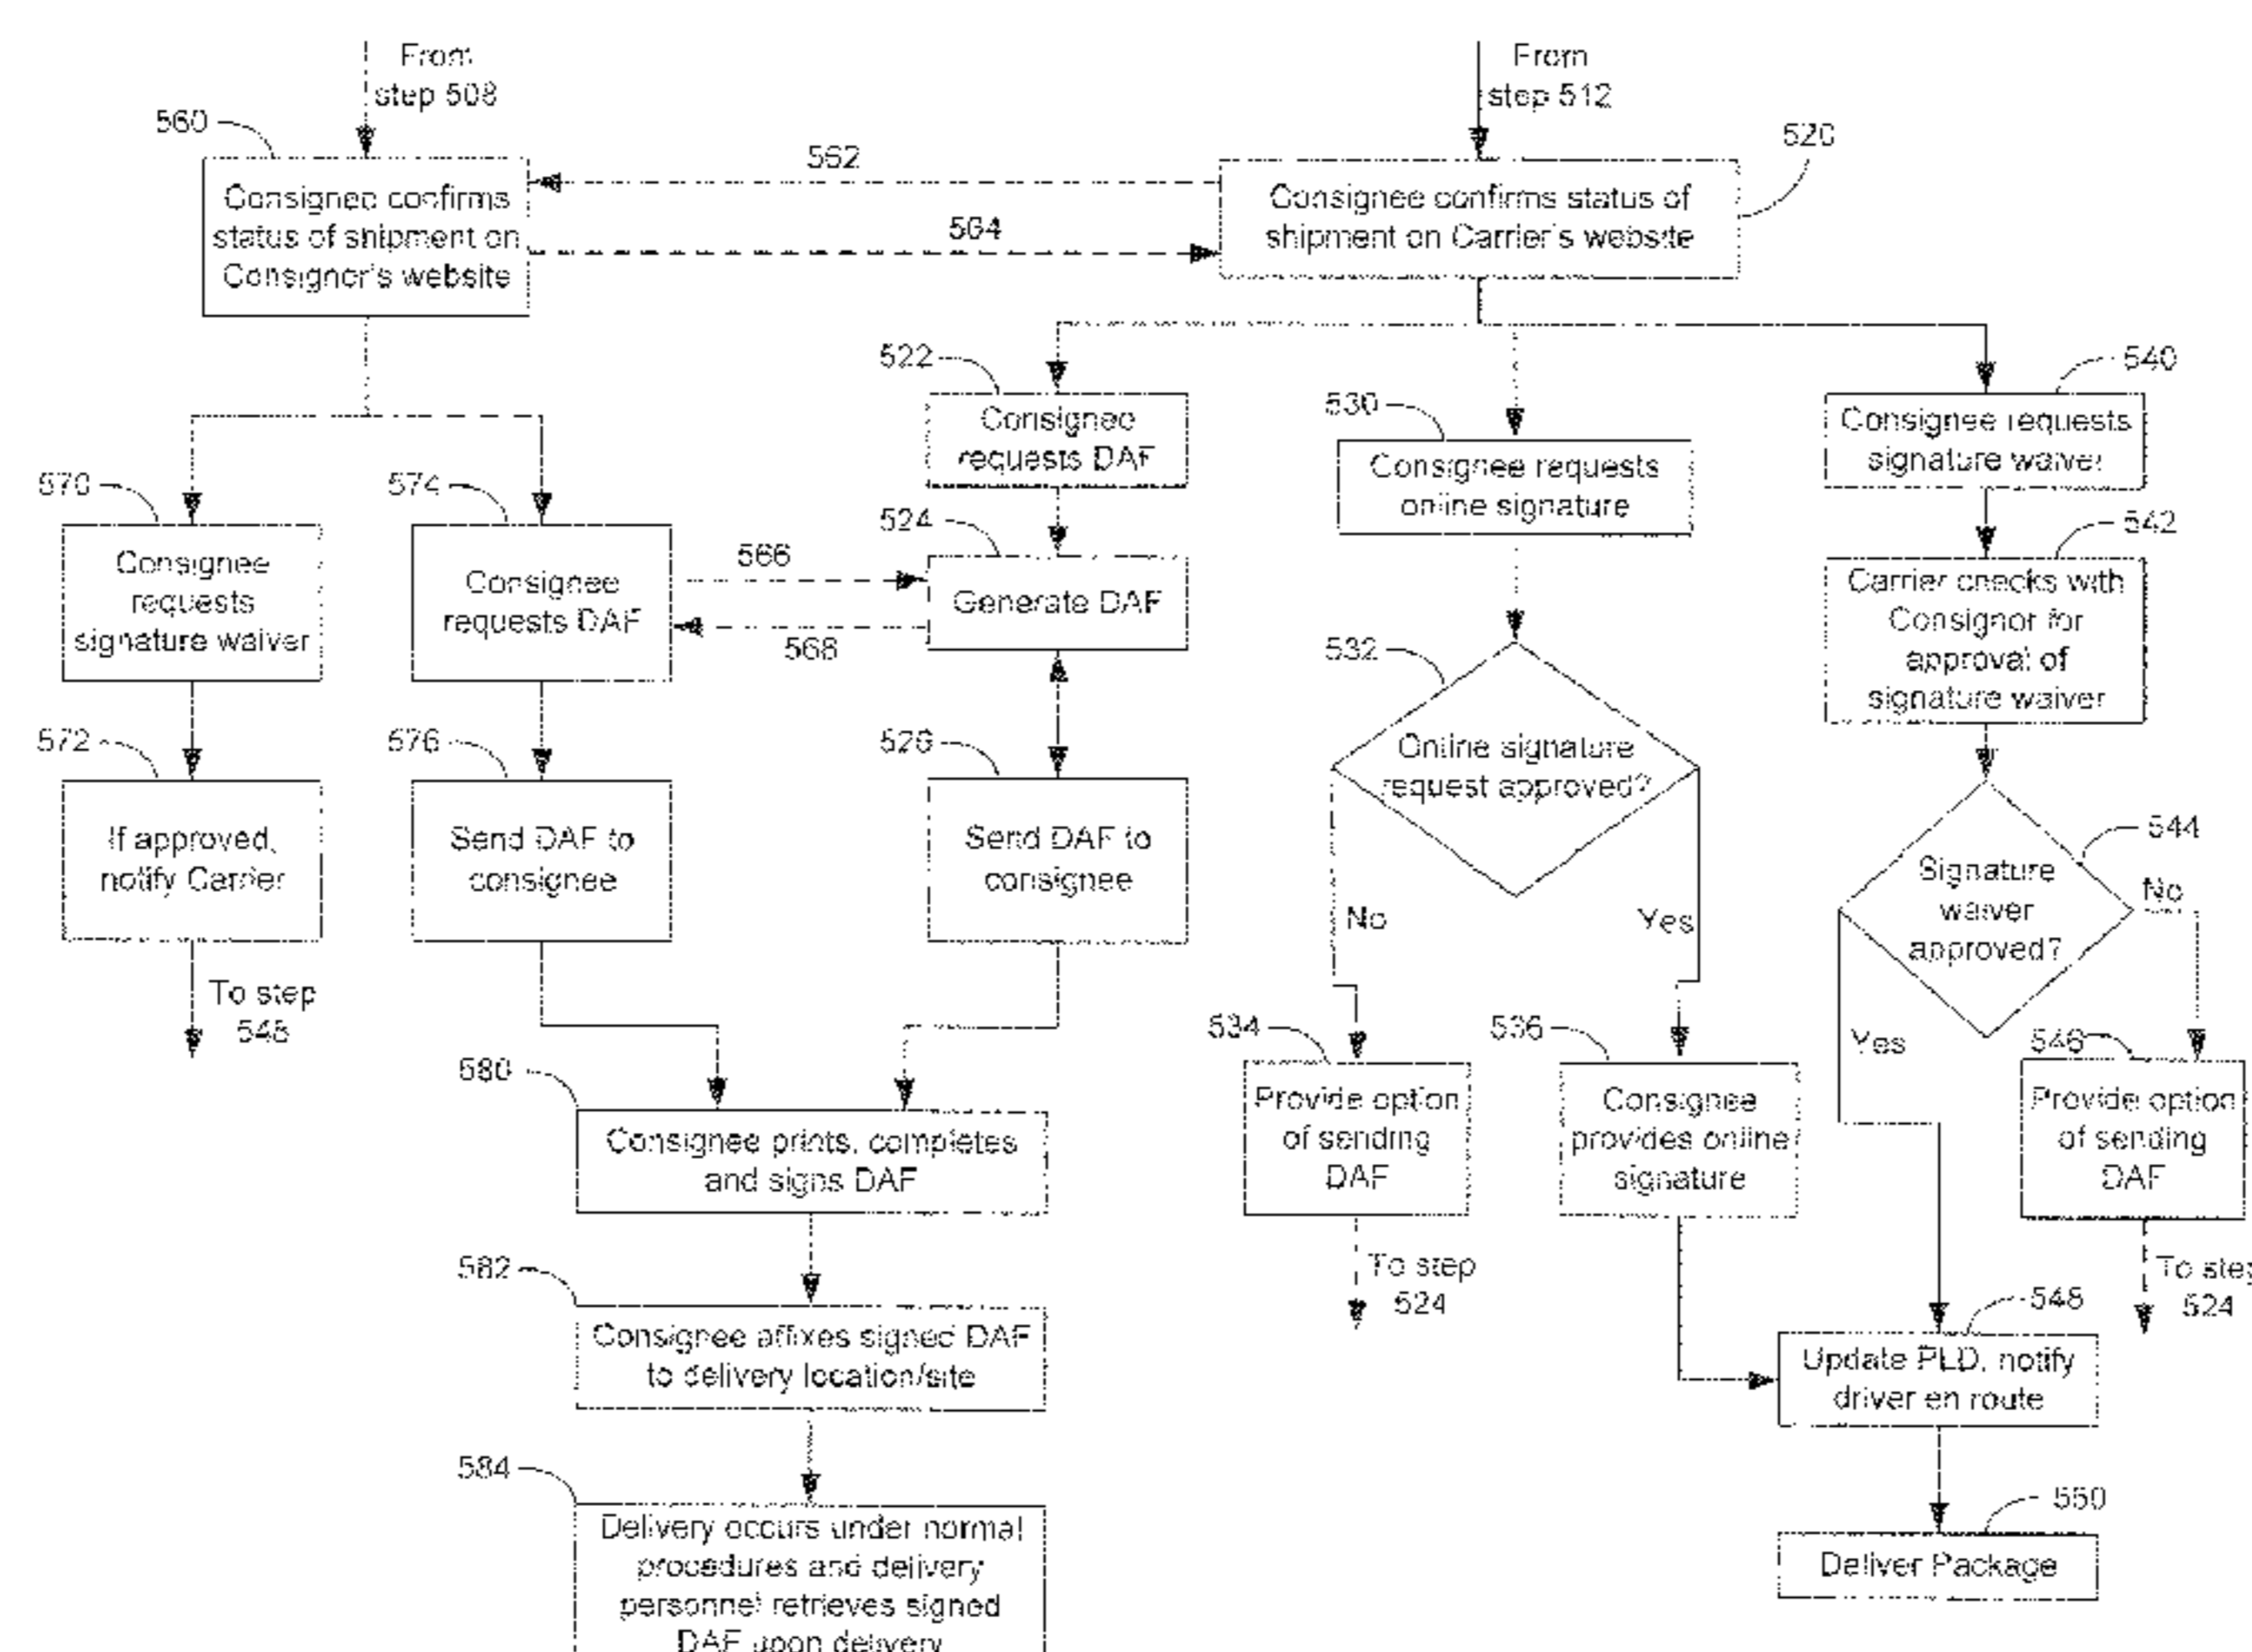 From
step 508
From
step 512
560
562
520
Consignee confirms
status of shipment on
Consignor's website
Consignee confirms status of
shipment on Carrier's website
564
522
540
530
Consignee
requests DAF
Consignee requests
signature waiver
Consignee requests
online signature
570
574
524
542
Consignee
requests
signature waiver
Consignee
requests DAF
566
568
Generate DAF
Carrier checks with
Consignor for
approval of
signature waiver
532
572
576
526
Online signature
request approved?
If approved,
notify Carrier
Send DAF to
consignee
Send DAF to
consignee
544
Signature
waiver
approved?
No
No
Yes
To step
548
534
536
Yes
546
580
Provide option
of sending
DAF
Consignee
provides online
signature
Provide option
of sending
DAF
Consignee prints, completes
and signs DAF
To step
524
To step
524
582
548
Consignee affixes signed DAF
to delivery location/site
Update PLD, notify
driver en route
584
550
Delivery occurs under normal
procedures and delivery
personnel retrieves signed
DAF upon delivery
Deliver Package